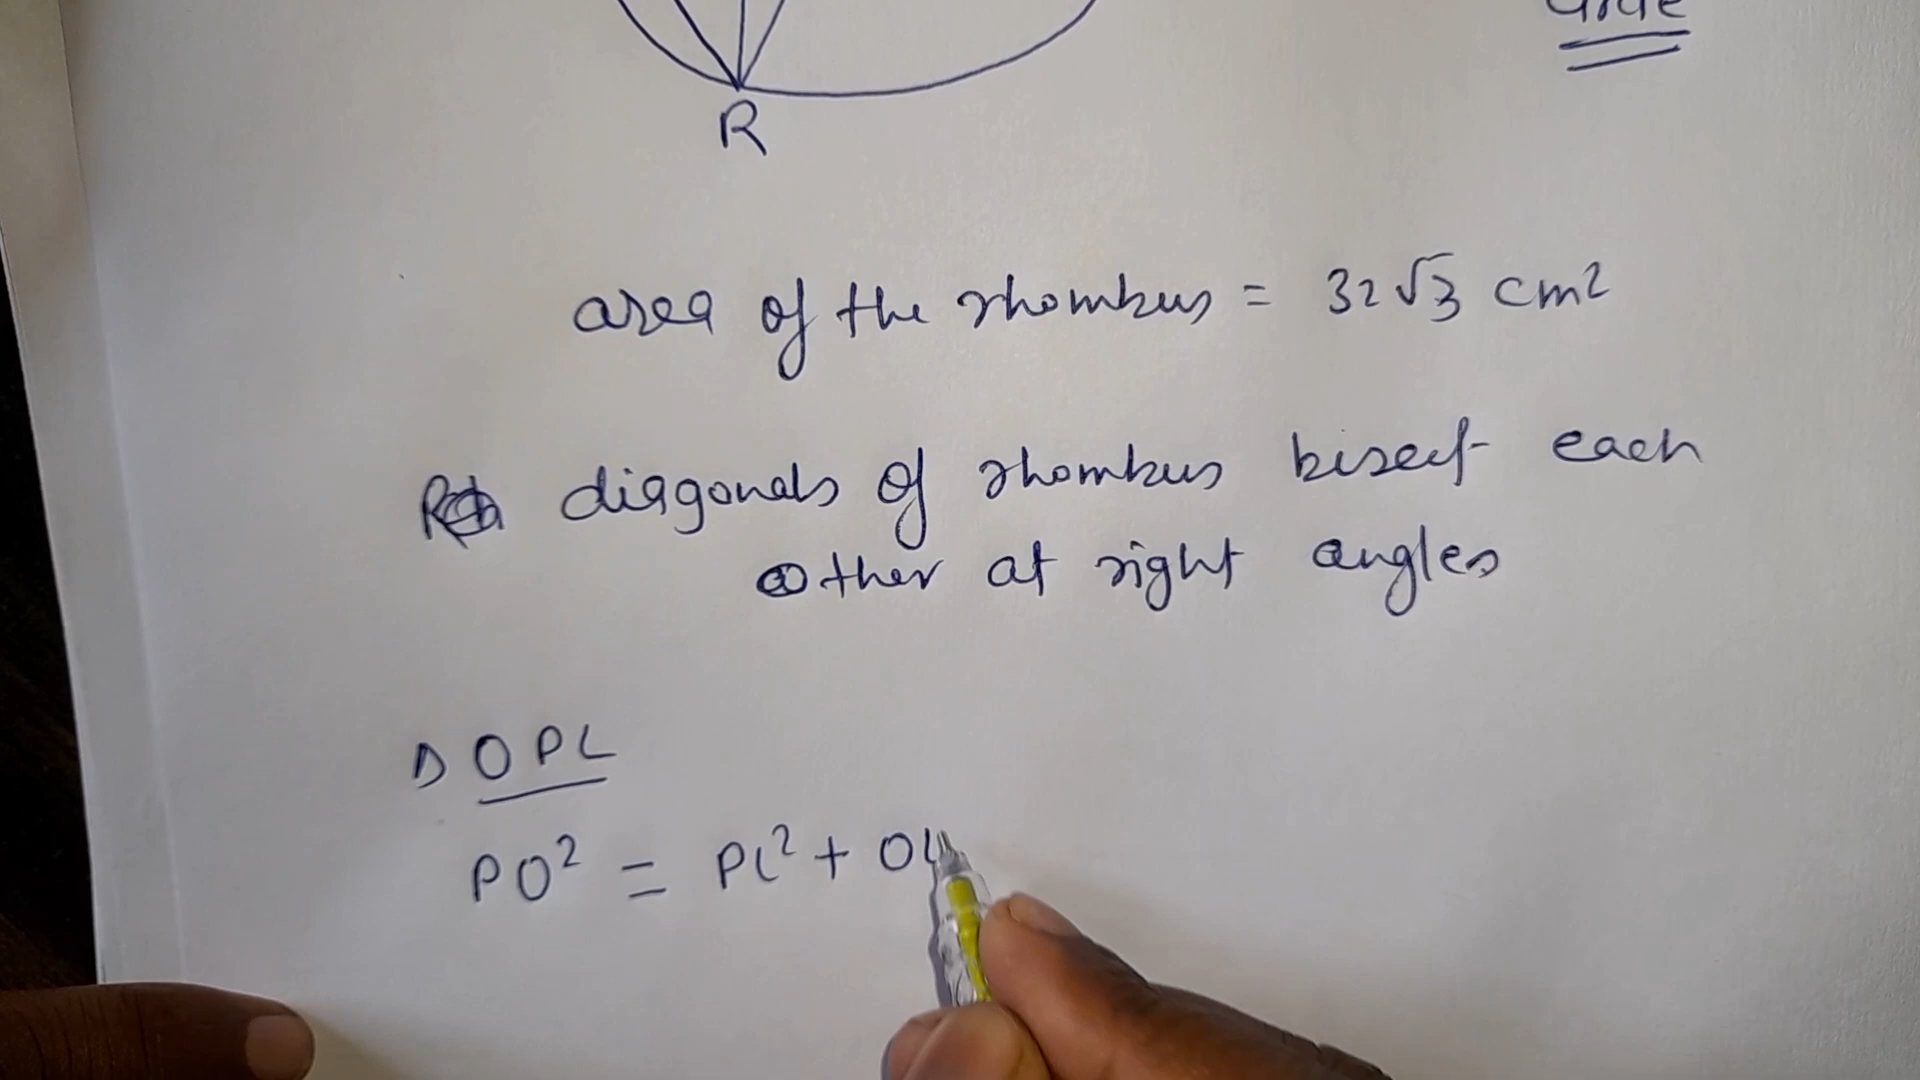 R
area of the rhombus = 32√3 cm²
diagonals of rhombus bisect each
other at right angles
Δ OPL
PO² = PL² + OL